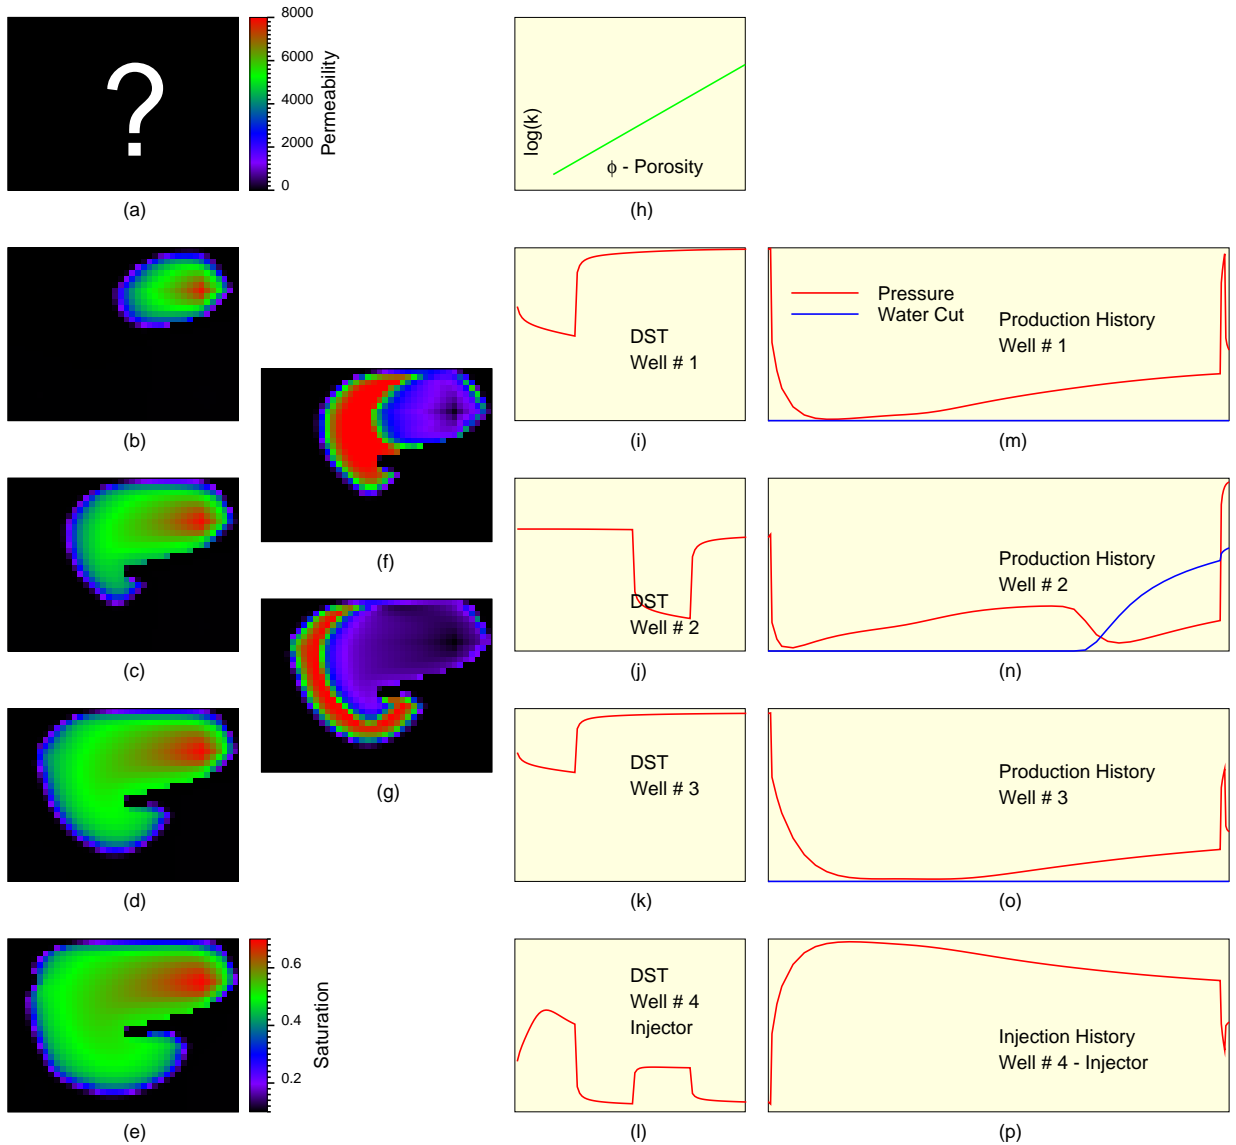 ?
8000
6000
4000
2000
0
Permeability
(a)
log(k)
ϕ - Porosity
(h)
(b)
DST
Well # 1
(i)
Pressure
Water Cut
Production History
Well # 1
(m)
(c)
(f)
DST
Well # 2
(j)
Production History
Well # 2
(n)
(d)
(g)
DST
Well # 3
(k)
Production History
Well # 3
(o)
(e)
0.6
0.4
0.2
Saturation
DST
Well # 4
Injector
(l)
Injection History
Well # 4 - Injector
(p)